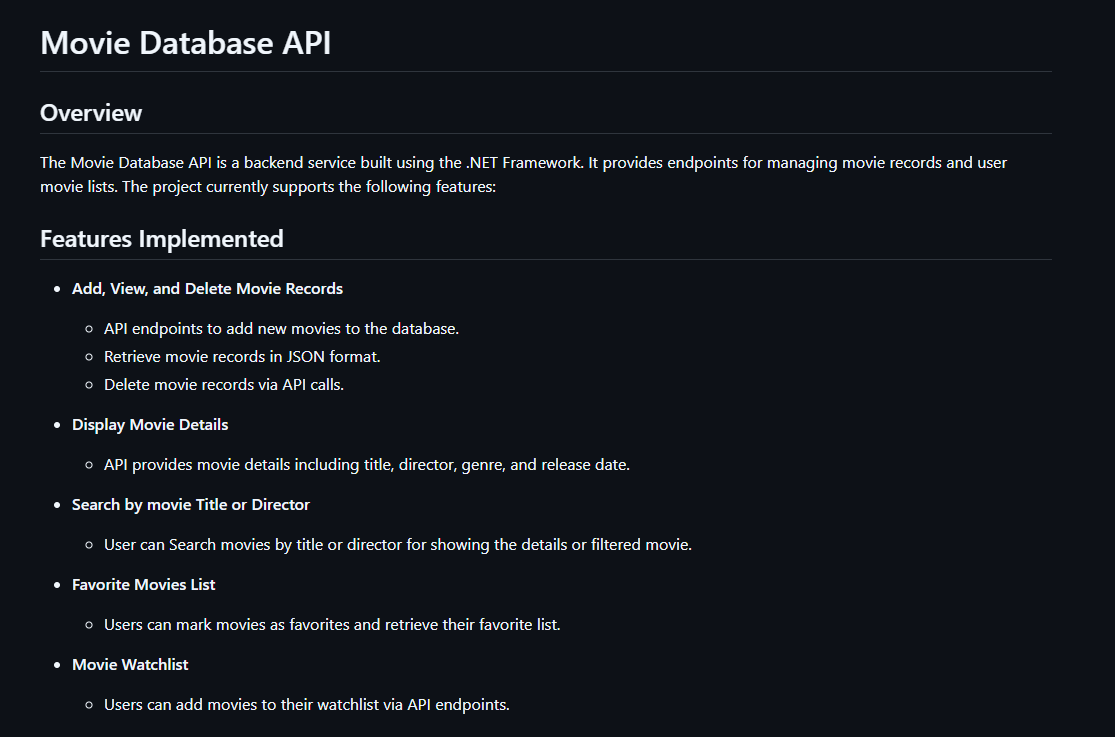 Movie Database API
Overview
The Movie Database API is a backend service built using the .NET Framework. It provides endpoints for managing movie records and user
movie lists. The project currently supports the following features:
Features Implemented
Add, View, and Delete Movie Records
API endpoints to add new movies to the database.
Retrieve movie records in JSON format.
Delete movie records via API calls.
Display Movie Details
API provides movie details including title, director, genre, and release date.
Search by movie Title or Director
User can Search movies by title or director for showing the details or filtered movie.
Favorite Movies List
Users can mark movies as favorites and retrieve their favorite list.
Movie Watchlist
Users can add movies to their watchlist via API endpoints.